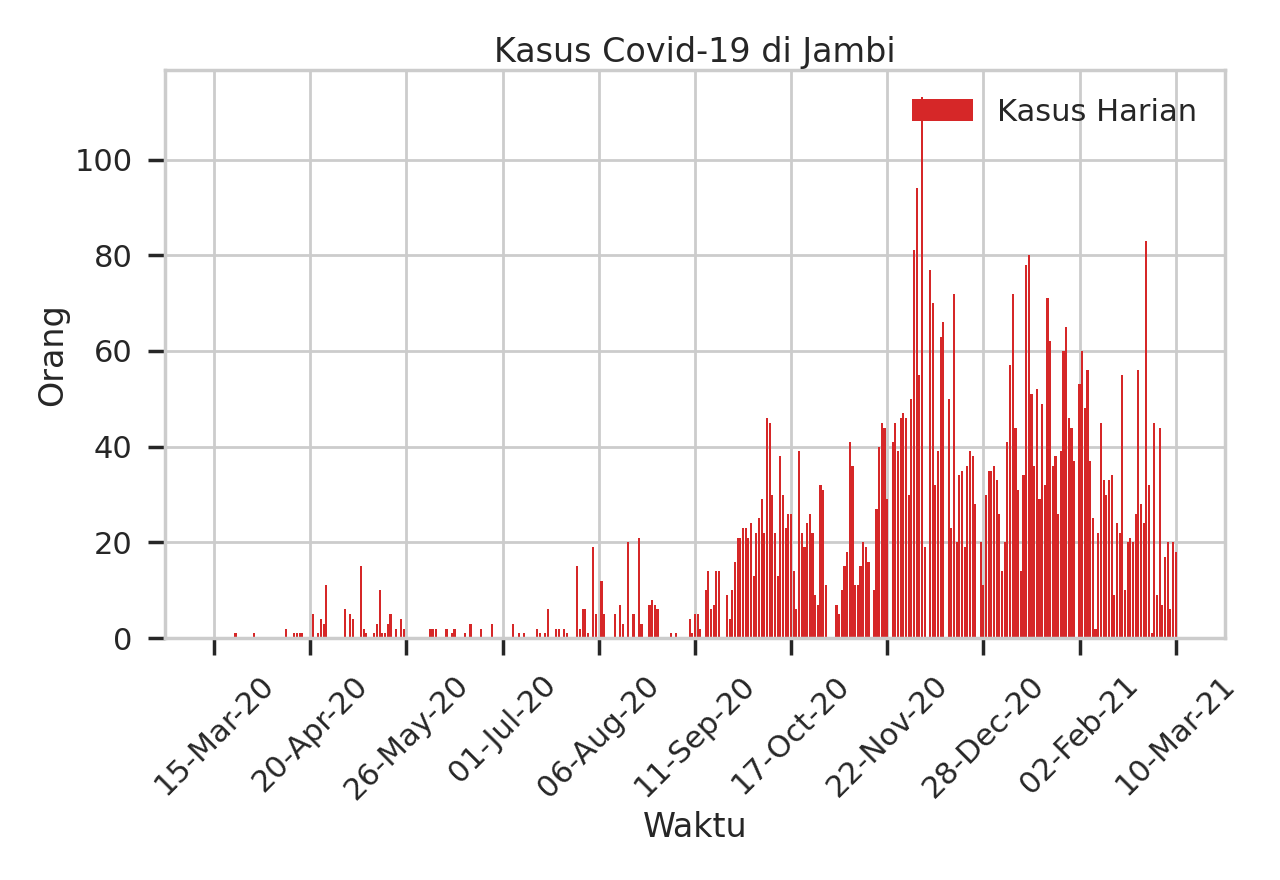 Kasus Covid-19 di Jambi
Kasus Harian
Orang
100
80
60
40
20
0
15-Mar-20
20-Apr-20
26-May-20
01-Jul-20
06-Aug-20
11-Sep-20
17-Oct-20
22-Nov-20
28-Dec-20
02-Feb-21
10-Mar-21
Waktu